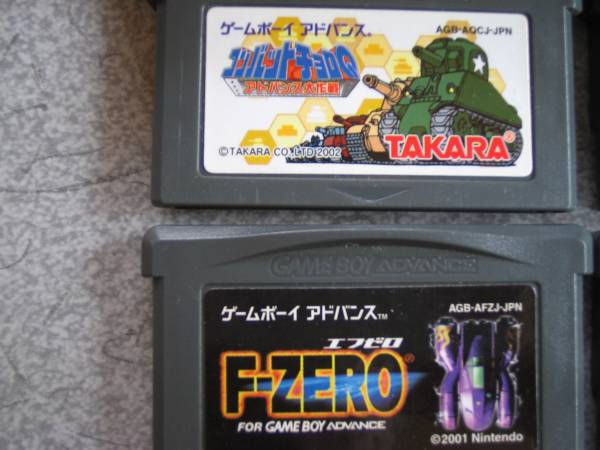 ゲームボーイ アドバンス®
AGB-AQCJ-JPN
コンバットチョロQ
アドバンス大作戦
©TAKARA CO.,LTD 2002
TAKARA®
GAME BOY ADVANCE
ゲームボーイ アドバンス™
AGB-AFZJ-JPN
エフゼロ
F-ZERO®
FOR GAME BOY ADVANCE
©2001 Nintendo